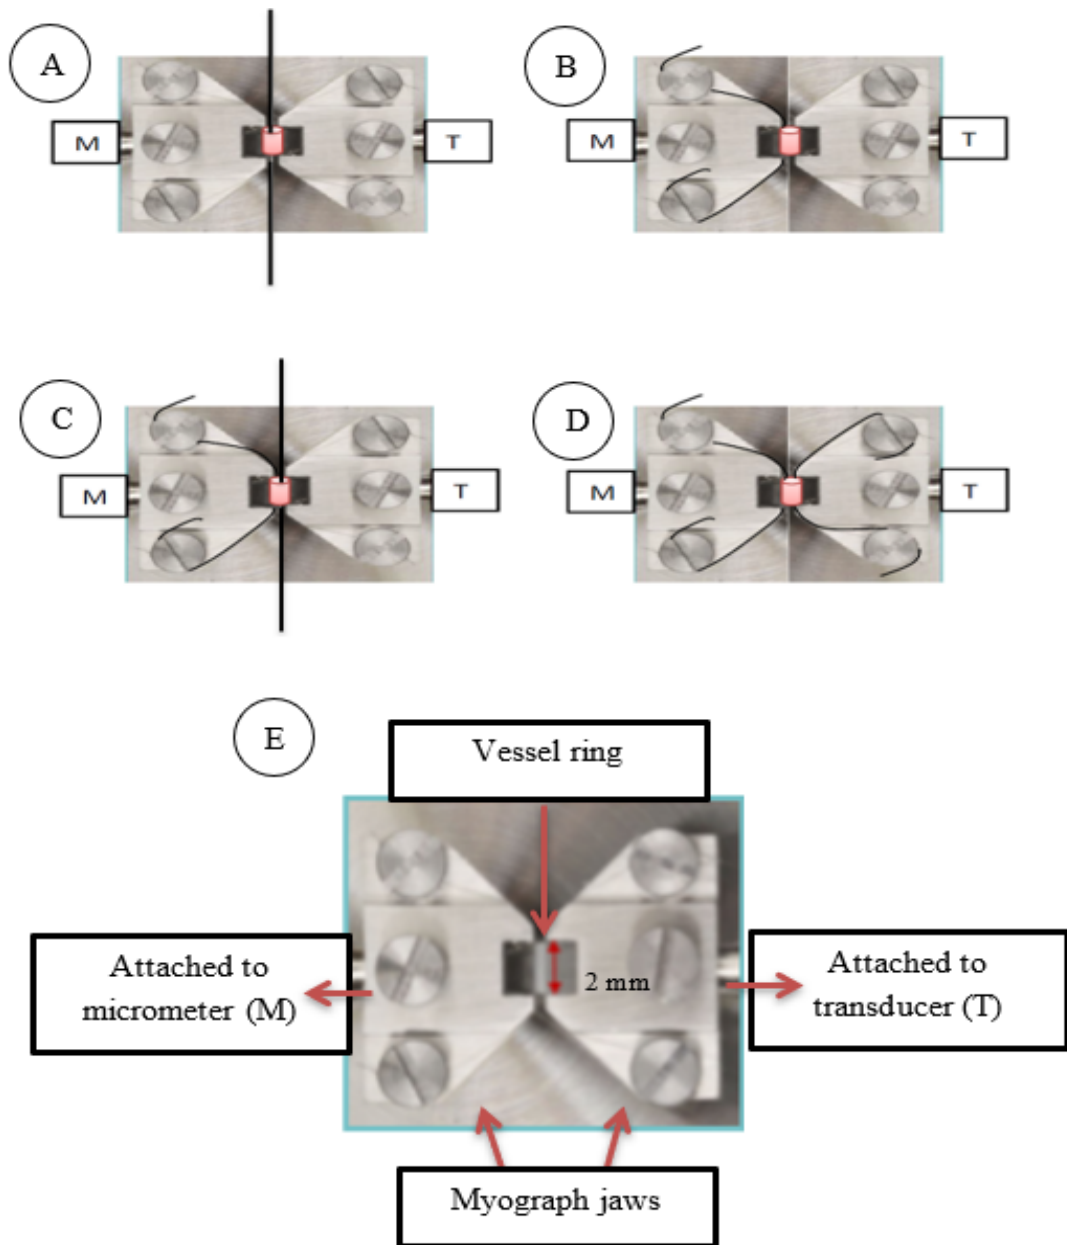 A
M
T
B
M
T
C
M
T
D
M
T
E
Vessel ring
Attached to
micrometer (M)
2 mm
Attached to
transducer (T)
Myograph jaws